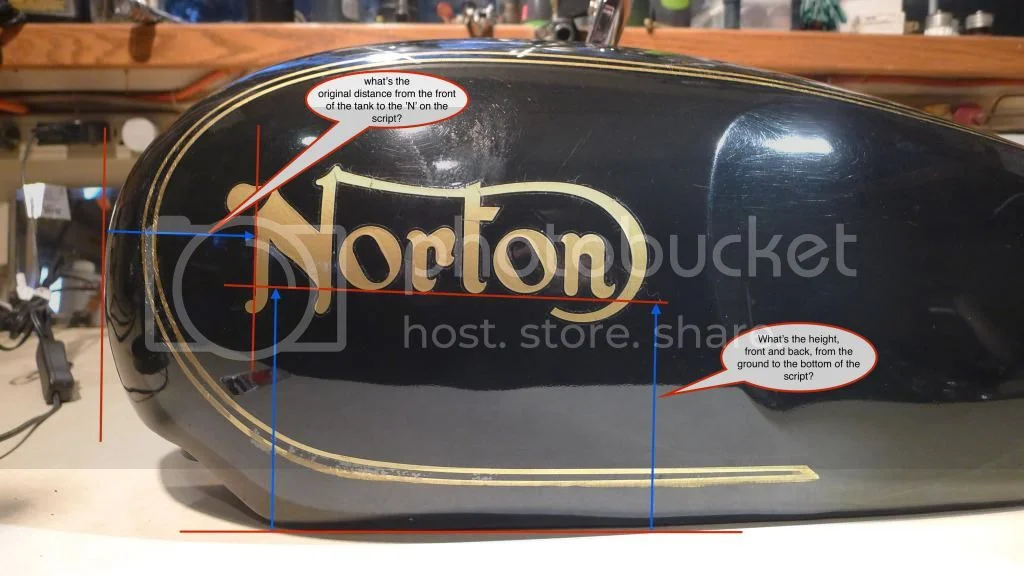 what's the
original distance from the front
of the tank to the 'N' on the
script?
Norton
photobucket
host. store. share.
What's the height,
front and back, from the
ground to the bottom of the
script?